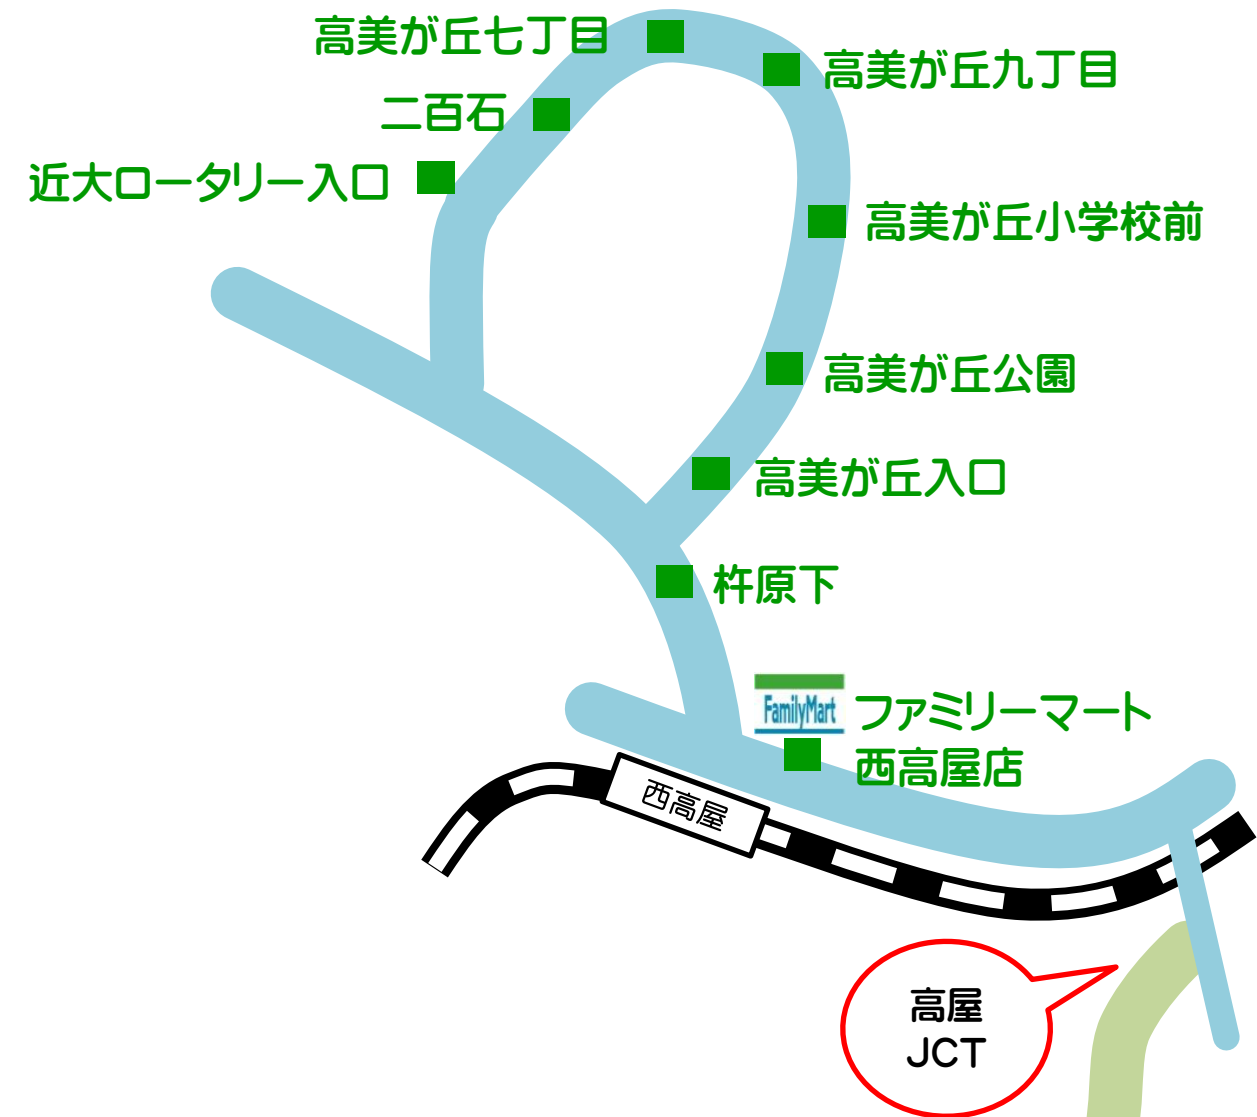 高美が丘七丁目
高美が丘九丁目
二百石
近大ロータリー入口
高美が丘小学校前
高美が丘公園
高美が丘入口
杵原下
FamilyMart
ファミリーマート
西高屋店
西高屋
高屋
JCT